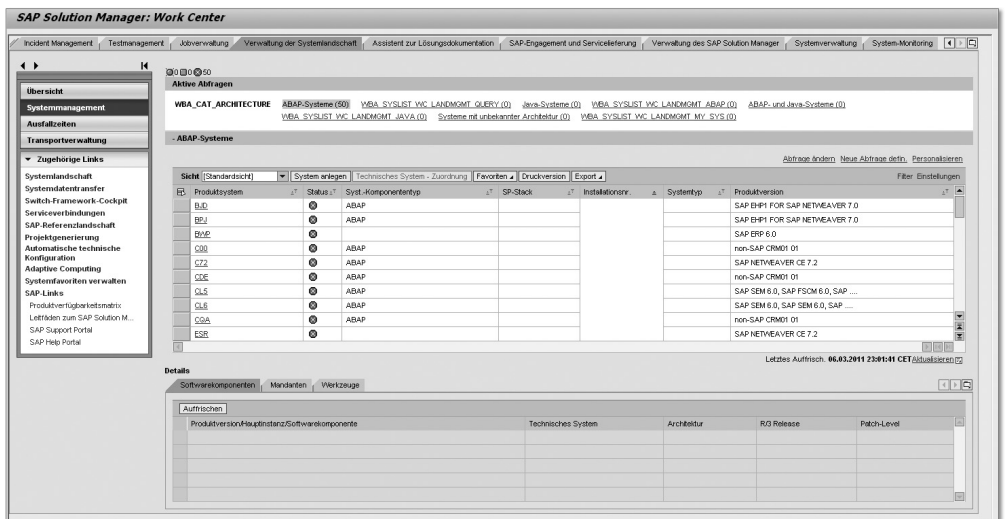 SAP Solution Manager: Work Center
Incident Management Testmanagement Jobverwaltung Verwaltung der Systemlandschaft Assistent zur Lösungsdokumentation SAP-Engagement und Servicelieferung Verwaltung des SAP Solution Manager Systemverwaltung System-Monitoring
Übersicht
Systemmanagement
Ausfallzeiten
Transportverwaltung
Zugehörige Links
Systemlandschaft
Systemdatentransfer
Switch-Framework-Cockpit
Serviceverbindungen
SAP-Referenzlandschaft
Projektgenerierung
Automatische technische
Konfiguration
Adaptive Computing
Systemfavoriten verwalten
SAP-Links
Produktverfügbarkeitsmatrix
Leitfäden zum SAP Solution M...
SAP Support Portal
SAP Help Portal
0 0 50
Aktive Abfragen
WBA_CAT_ARCHITECTURE ABAP-Systeme (50) WBA_SYSLIST_WC_LANDMGMT_QUERY (0) Java-Systeme (0) WBA_SYSLIST_WC_LANDMGMT_ABAP (0) ABAP- und Java-Systeme (0)
WBA_SYSLIST_WC_LANDMGMT_JAVA (0) Systeme mit unbekannter Architektur (0) WBA_SYSLIST_WC_LANDMGMT_MY_SYS (0)
- ABAP-Systeme
Abfrage ändern Neue Abfrage defin. Personalisieren
Sicht [Standardsicht] System anlegen Technisches System - Zuordnung Favoriten Druckversion Export Filter Einstellungen
Produktsystem Status Syst.-Komponententyp SP-Stack Installationsnr. Systemtyp Produktversion
BJD ABAP SAP EHP1 FOR SAP NETWEAVER 7.0
BPJ ABAP SAP EHP1 FOR SAP NETWEAVER 7.0
BWP SAP ERP 6.0
C00 ABAP non-SAP CRM01 01
C72 ABAP SAP NETWEAVER CE 7.2
CDE ABAP non-SAP CRM01 01
CL5 ABAP SAP SEM 6.0, SAP FSCM 6.0, SAP ....
CL6 ABAP SAP SEM 6.0, SAP SEM 6.0, SAP ....
CQA ABAP non-SAP CRM01 01
ESR SAP NETWEAVER CE 7.2
Letztes Auffrisch. 06.03.2011 23:01:41 CET Aktualisieren
Details
Softwarekomponenten Mandanten Werkzeuge
Auffrischen
Produktversion/Hauptinstanz/Softwarekomponente Technisches System Architektur R/3 Release Patch-Level